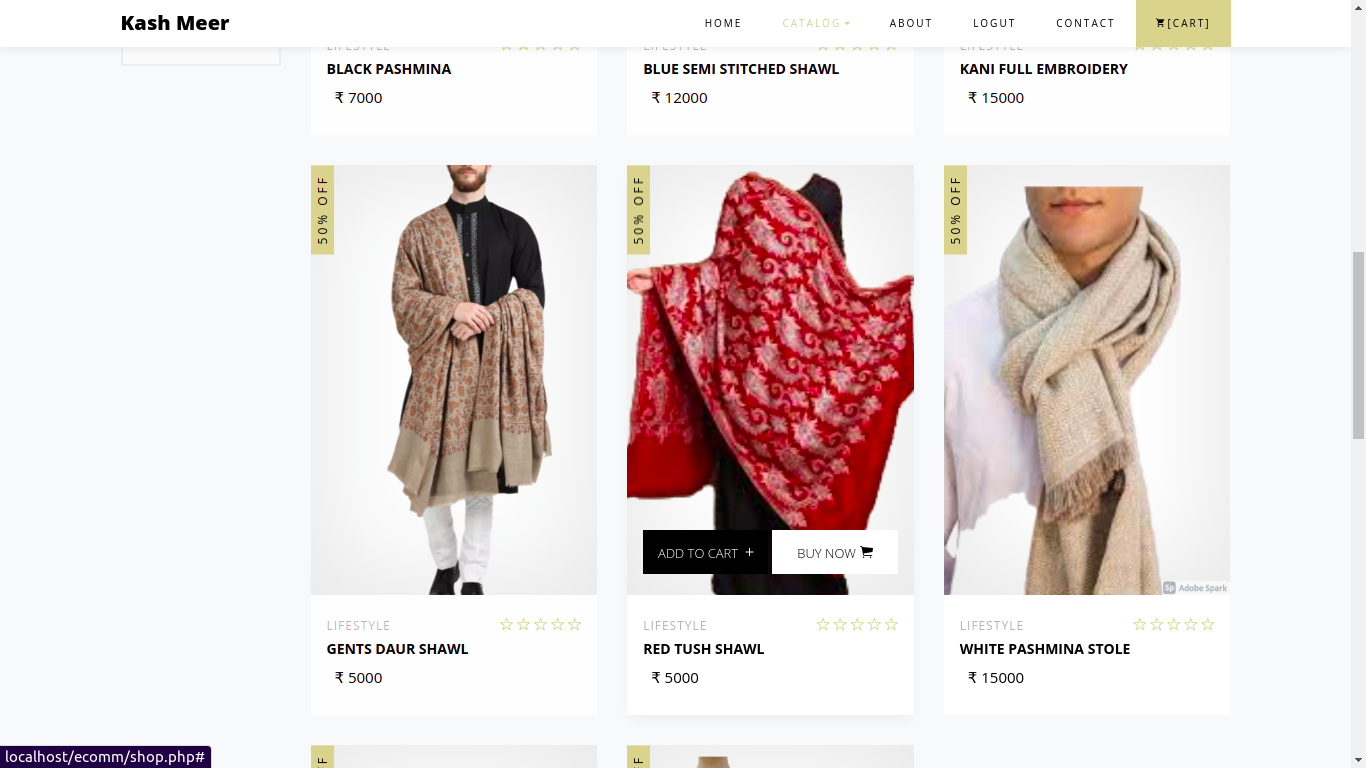 Kash Meer
HOME
CATALOG
ABOUT
LOGUT
CONTACT
[CART]
LIFESTYLE
LIFESTYLE
LIFESTYLE
BLACK PASHMINA
BLUE SEMI STITCHED SHAWL
KANI FULL EMBROIDERY
₹ 7000
₹ 12000
₹ 15000
50% OFF
50% OFF
50% OFF
ADD TO CART +
BUY NOW
Sp Adobe Spark
LIFESTYLE
LIFESTYLE
LIFESTYLE
GENTS DAUR SHAWL
RED TUSH SHAWL
WHITE PASHMINA STOLE
₹ 5000
₹ 5000
₹ 15000
localhost/ecomm/shop.php#